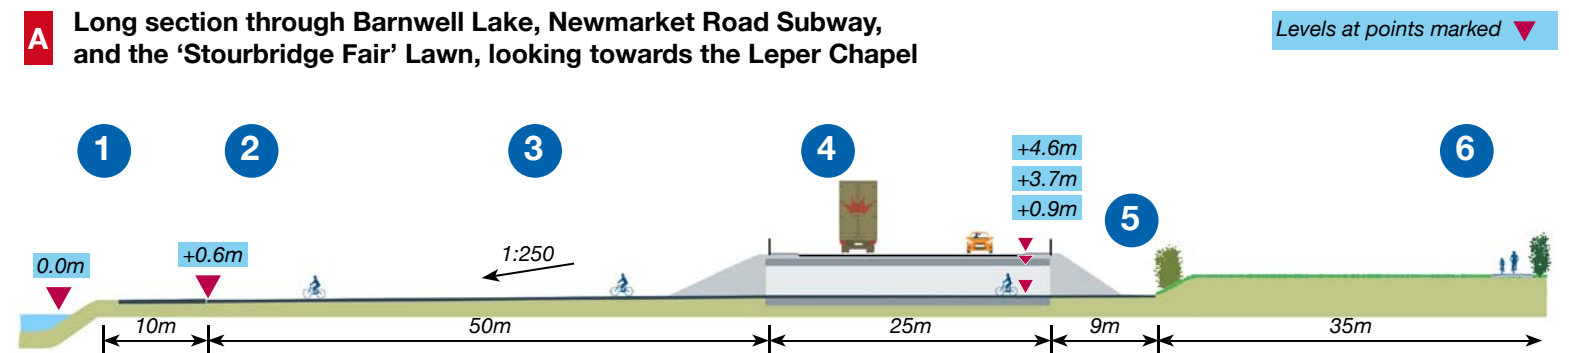 A
Long section through Barnwell Lake, Newmarket Road Subway,
and the ‘Stourbridge Fair’ Lawn, looking towards the Leper Chapel
Levels at points marked
1
2
3
4
5
6
+4.6m
+3.7m
+0.9m
0.0m
+0.6m
1:250
10m
50m
25m
9m
35m